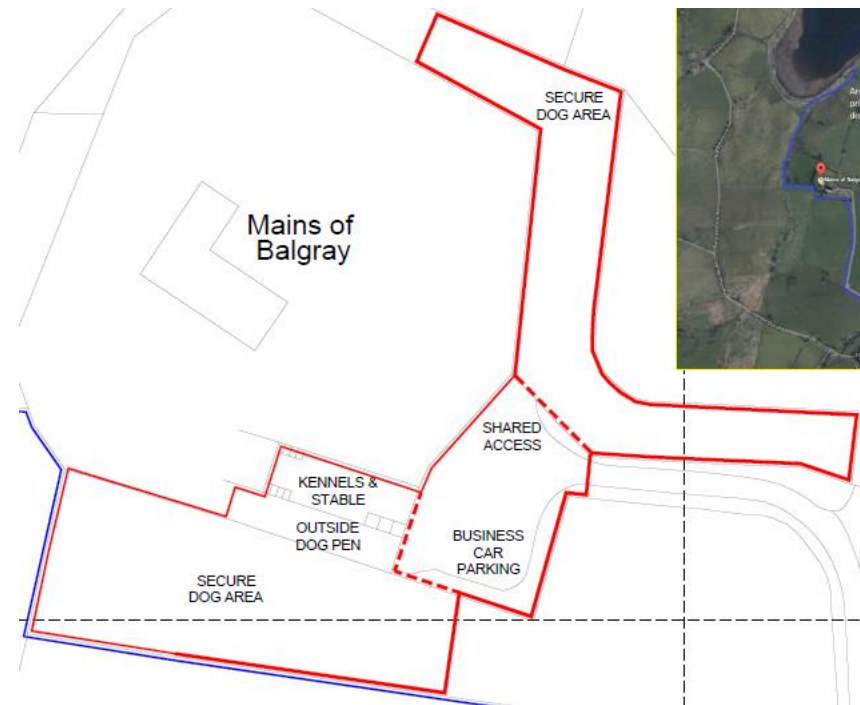 SECURE
DOG AREA
Mains of
Balgray
SHARED
ACCESS
KENNELS &
STABLE
OUTSIDE
DOG PEN
BUSINESS
CAR
PARKING
SECURE
DOG AREA